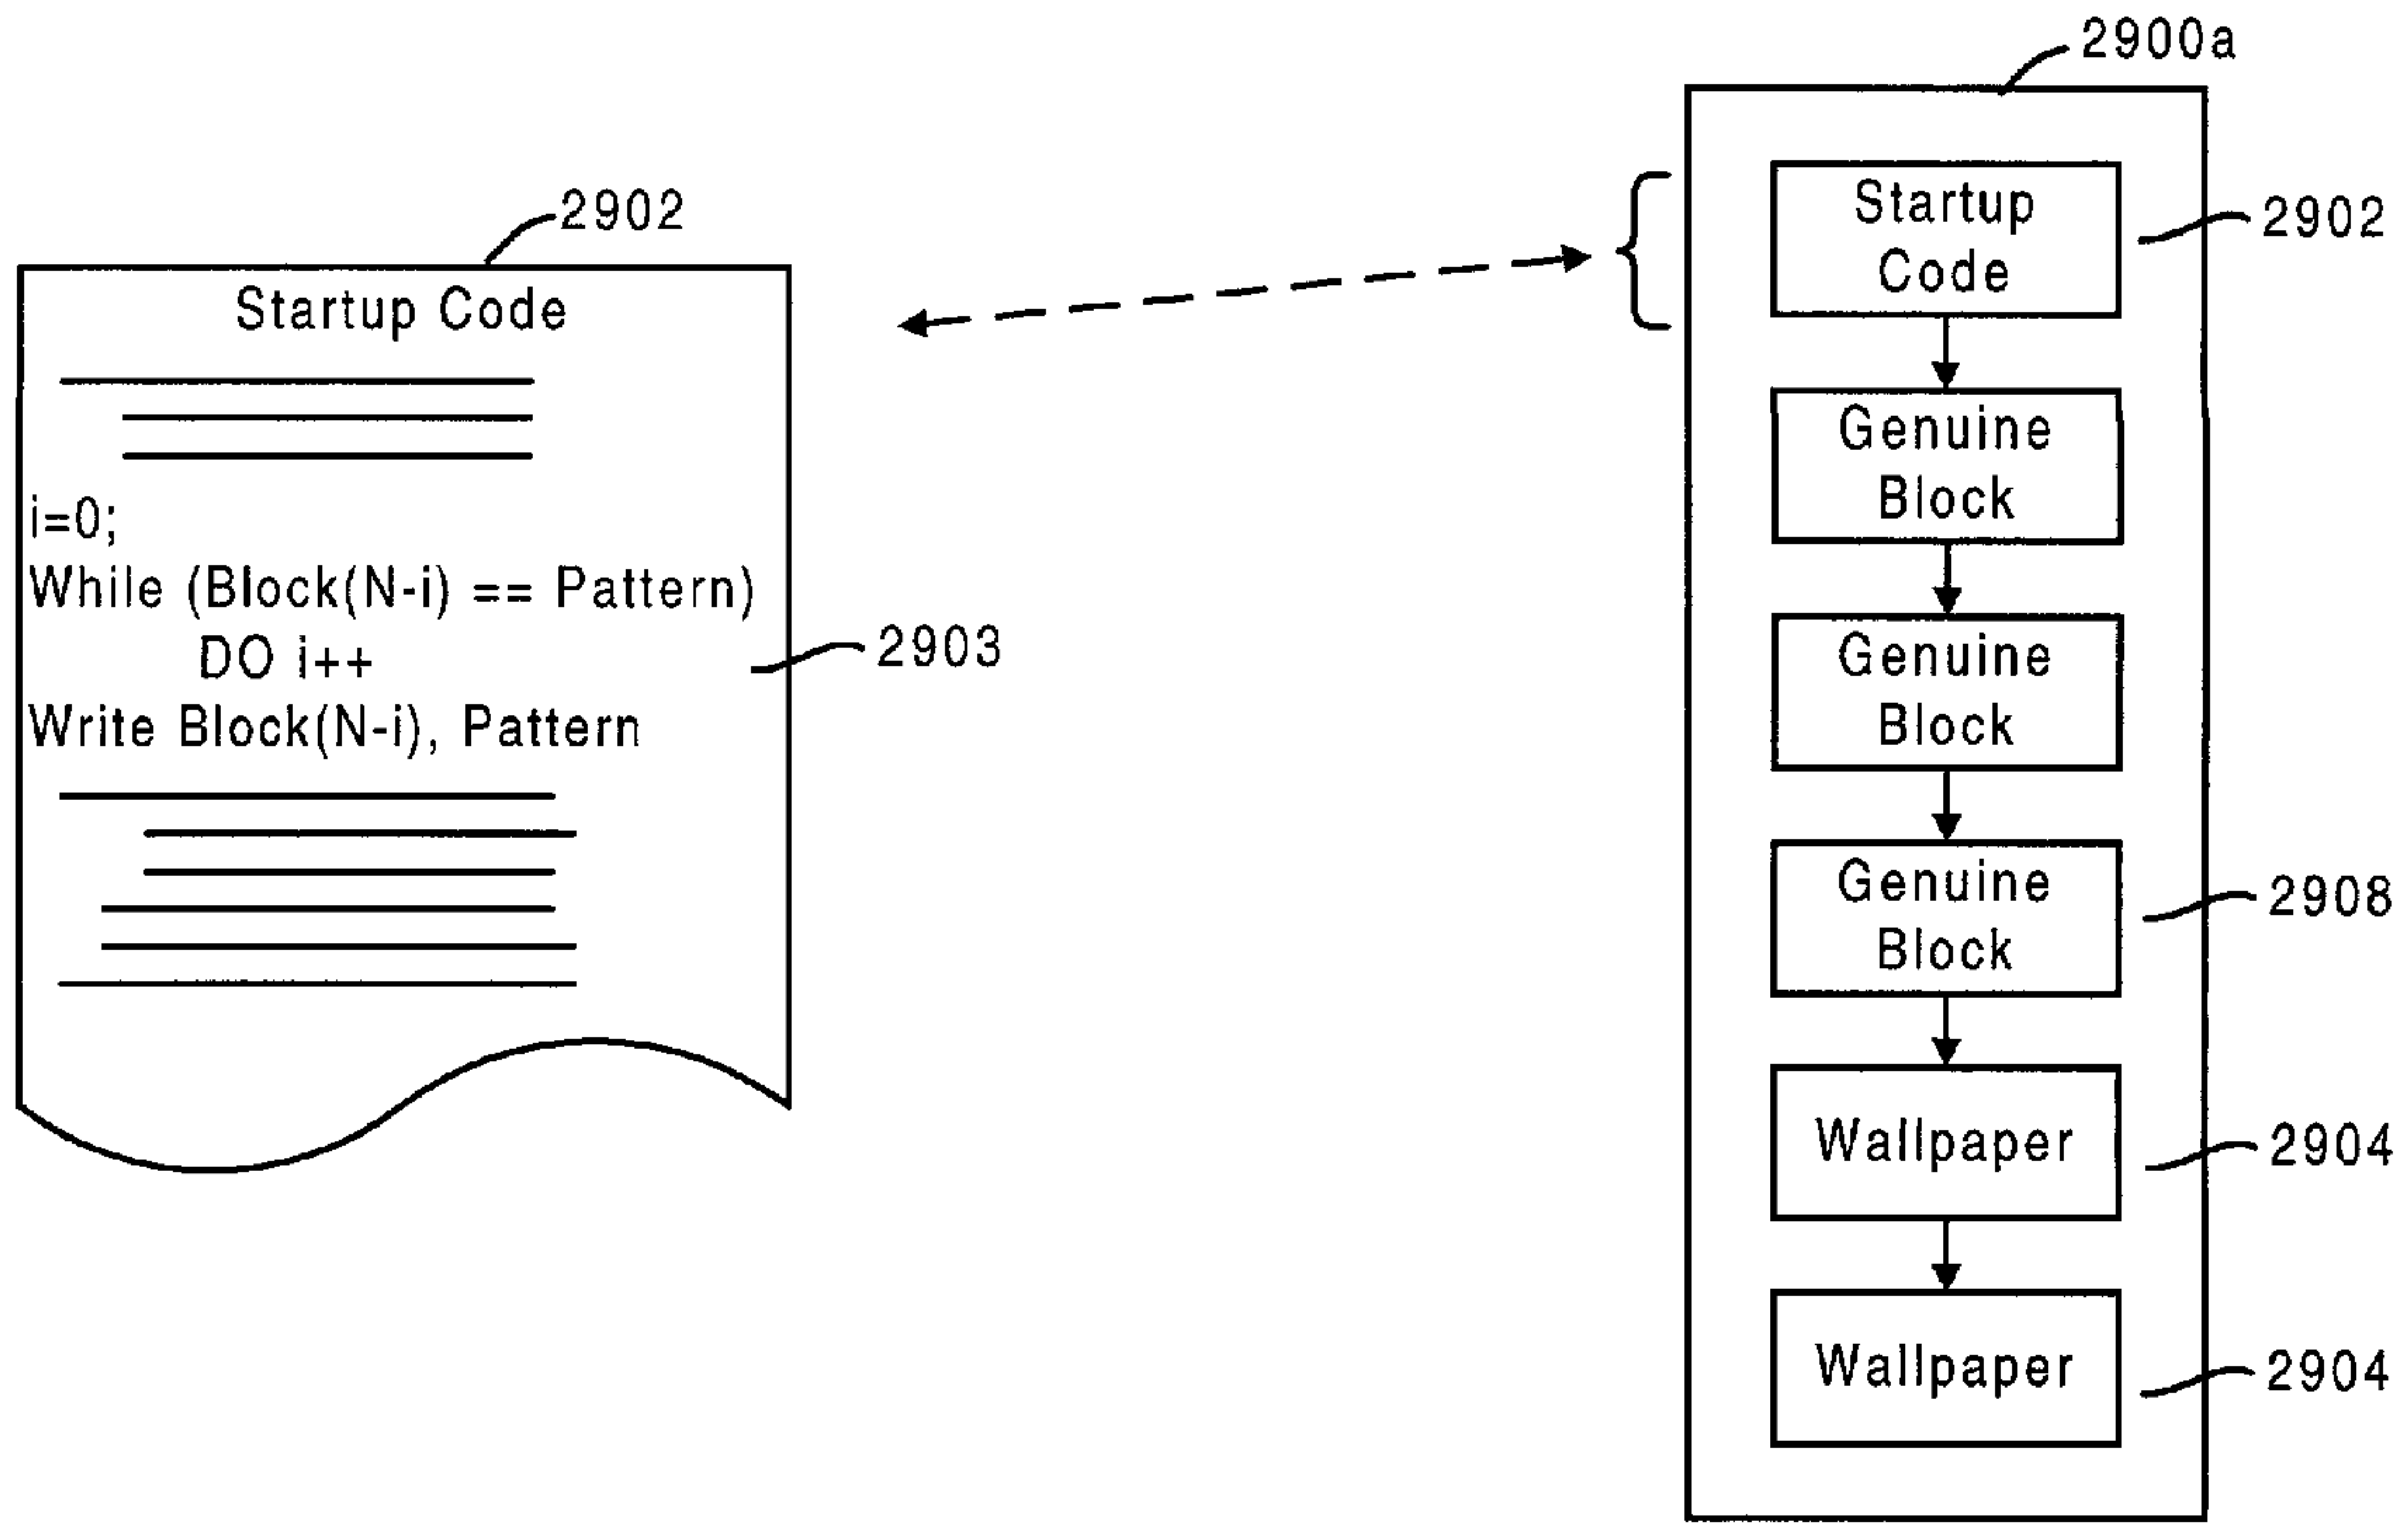 2902
Startup Code
i=0;
While (Block(N-i) == Pattern)
DO i++
Write Block(N-i), Pattern
2903
2900a
Startup
Code
2902
Genuine
Block
Genuine
Block
Genuine
Block
2908
Wallpaper
2904
Wallpaper
2904